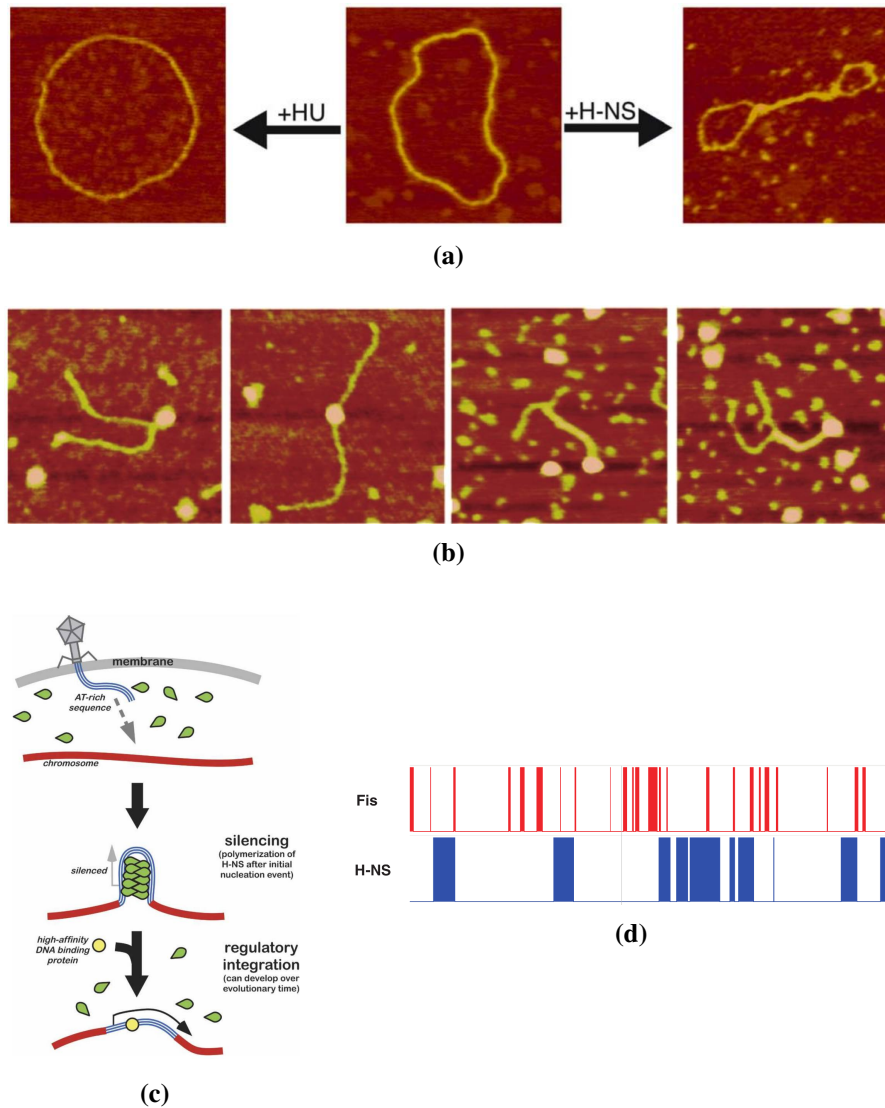 +HU
+H-NS
(a)
(b)
membrane
AT-rich
sequence
chromosome
silencing
(polymerization of
H-NS after initial
nucleation event)
silenced
high-affinity
DNA binding
protein
regulatory
integration
(can develop over
evolutionary time)
(c)
Fis
H-NS
(d)